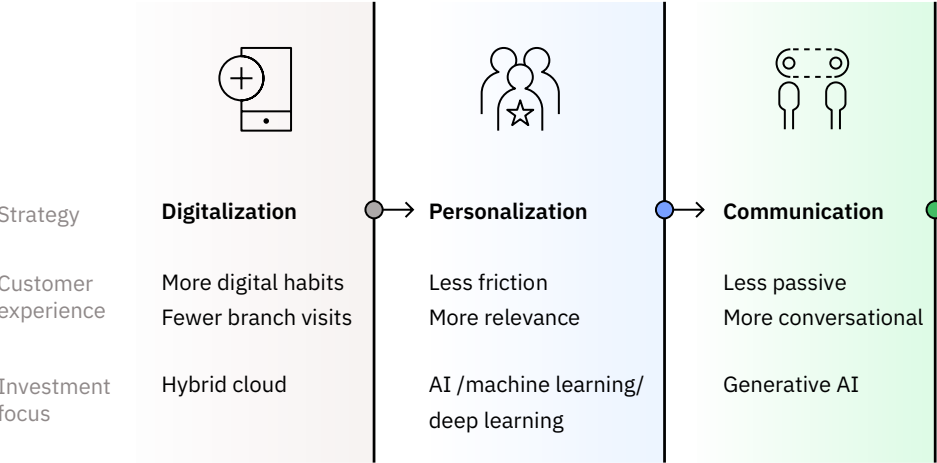 Strategy
Digitalization
Personalization
Communication
Customer
experience
More digital habits
Fewer branch visits
Less friction
More relevance
Less passive
More conversational
Investment
focus
Hybrid cloud
AI /machine learning/
deep learning
Generative AI